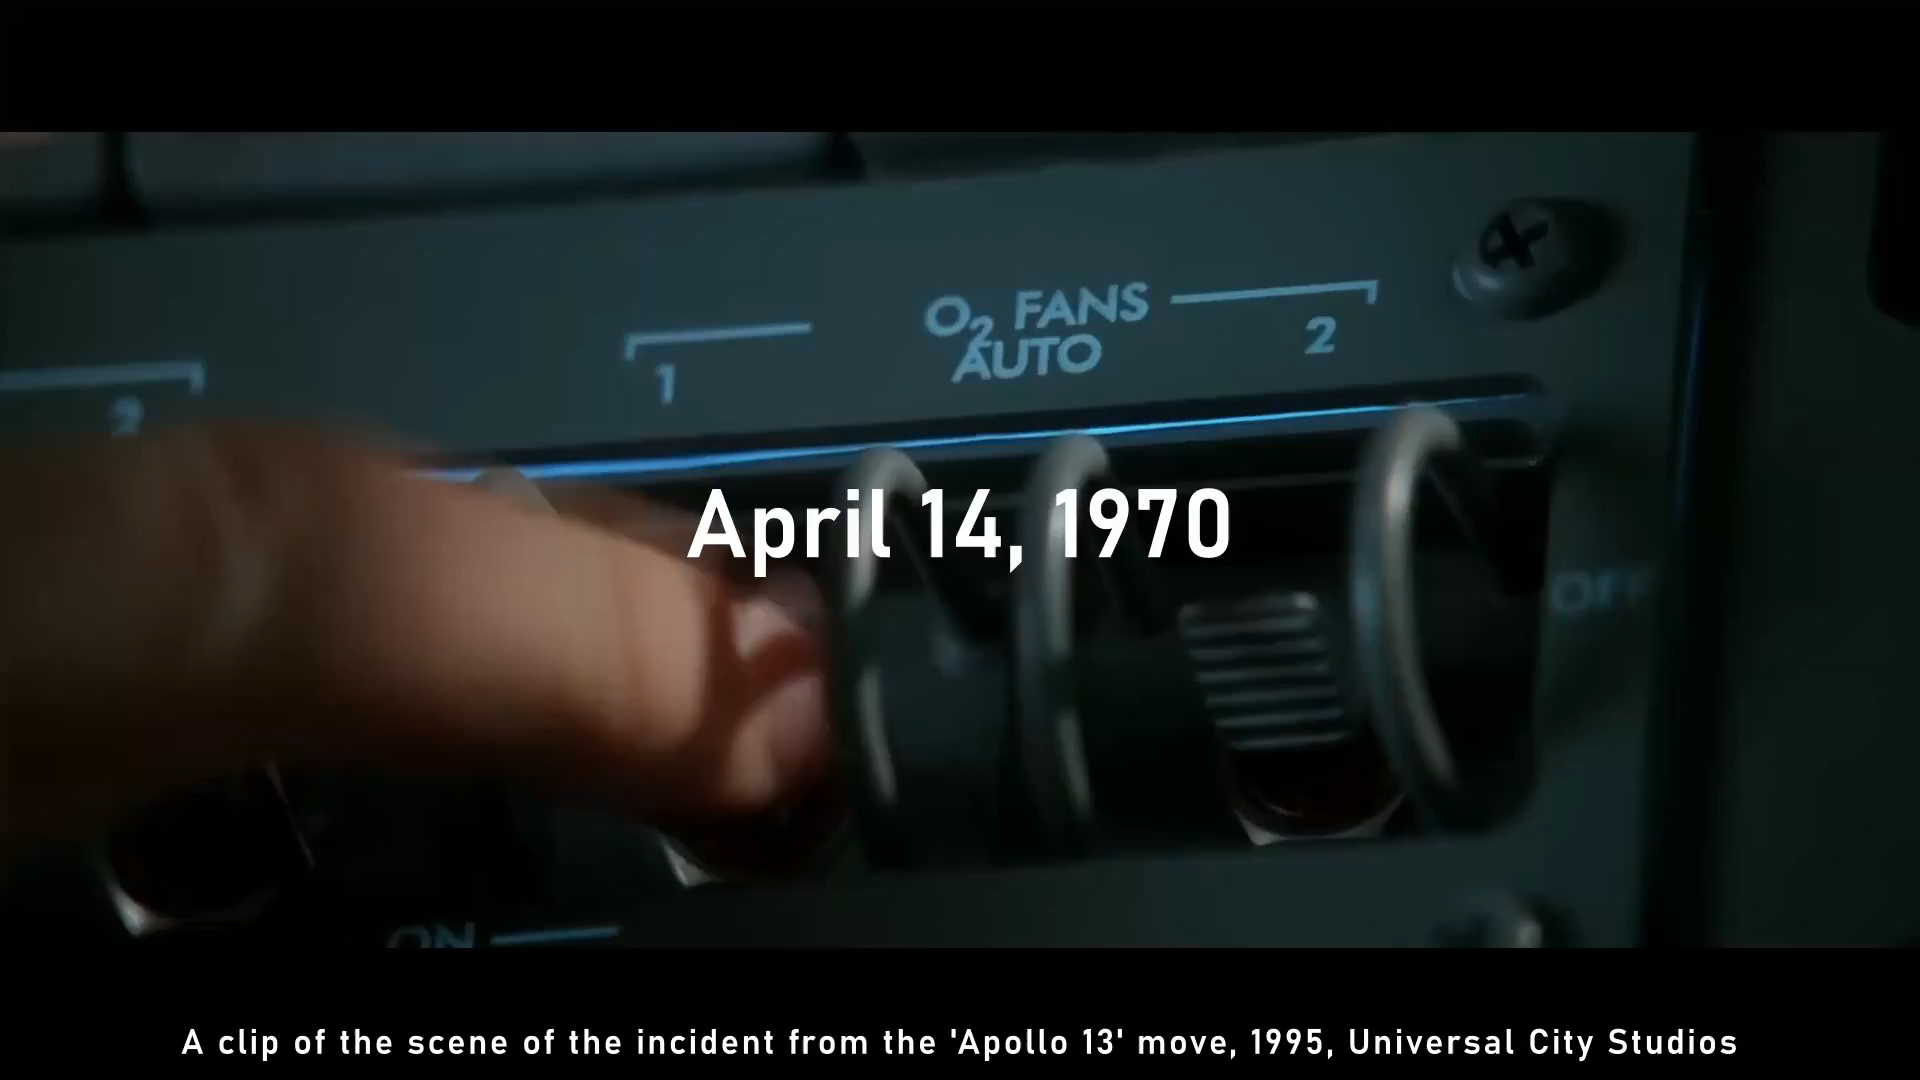 O2 FANS
1 AUTO 2
2
April 14, 1970
OFF
ON
A clip of the scene of the incident from the 'Apollo 13' move, 1995, Universal City Studios